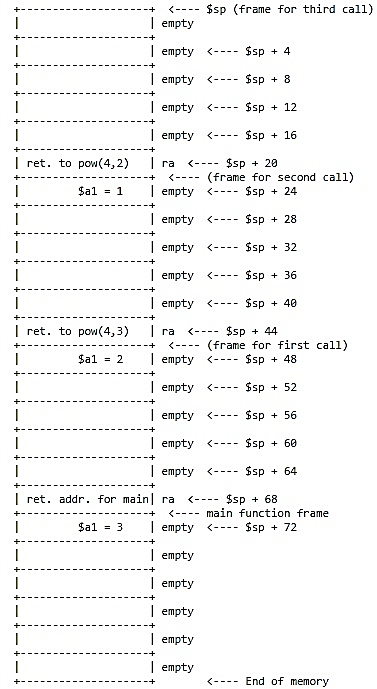 +-------------------+ <---- $sp (frame for third call)
| | empty
+-------------------+
| | empty <---- $sp + 4
+-------------------+
| | empty <---- $sp + 8
+-------------------+
| | empty <---- $sp + 12
+-------------------+
| | empty <---- $sp + 16
+-------------------+
| ret. to pow(4,2) | ra <---- $sp + 20
+-------------------+ <---- (frame for second call)
| $a1 = 1 | empty <---- $sp + 24
+-------------------+
| | empty <---- $sp + 28
+-------------------+
| | empty <---- $sp + 32
+-------------------+
| | empty <---- $sp + 36
+-------------------+
| | empty <---- $sp + 40
+-------------------+
| ret. to pow(4,3) | ra <---- $sp + 44
+-------------------+ <---- (frame for first call)
| $a1 = 2 | empty <---- $sp + 48
+-------------------+
| | empty <---- $sp + 52
+-------------------+
| | empty <---- $sp + 56
+-------------------+
| | empty <---- $sp + 60
+-------------------+
| | empty <---- $sp + 64
+-------------------+
| ret. addr. for main| ra <---- $sp + 68
+-------------------+ <---- main function frame
| $a1 = 3 | empty <---- $sp + 72
+-------------------+
| | empty
+-------------------+
| | empty
+-------------------+
| | empty
+-------------------+
| | empty
+-------------------+
| | empty
+-------------------+ <---- End of memory